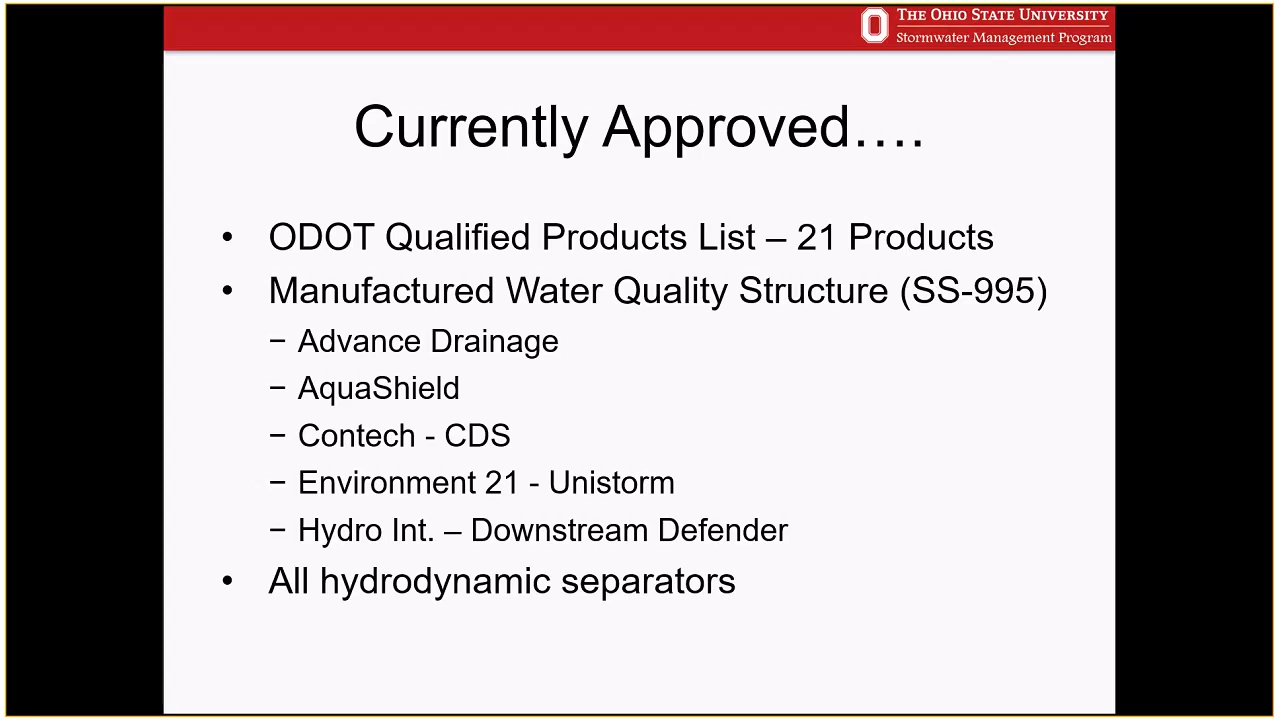 THE OHIO STATE UNIVERSITY
Stormwater Management Program
Currently Approved….
• ODOT Qualified Products List – 21 Products
• Manufactured Water Quality Structure (SS-995)
− Advance Drainage
− AquaShield
− Contech - CDS
− Environment 21 - Unistorm
− Hydro Int. – Downstream Defender
• All hydrodynamic separators